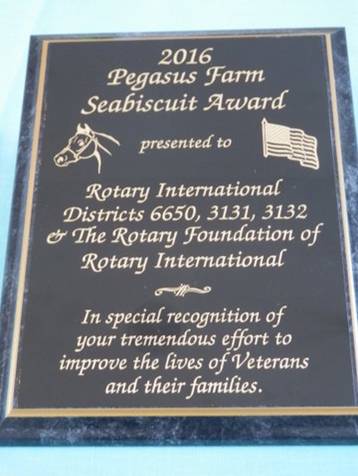 2016
Pegasus Farm
Seabiscuit Award
presented to
Rotary International
Districts 6650, 3131, 3132
& The Rotary Foundation of
Rotary International
In special recognition of
your tremendous effort to
improve the lives of Veterans
and their families.